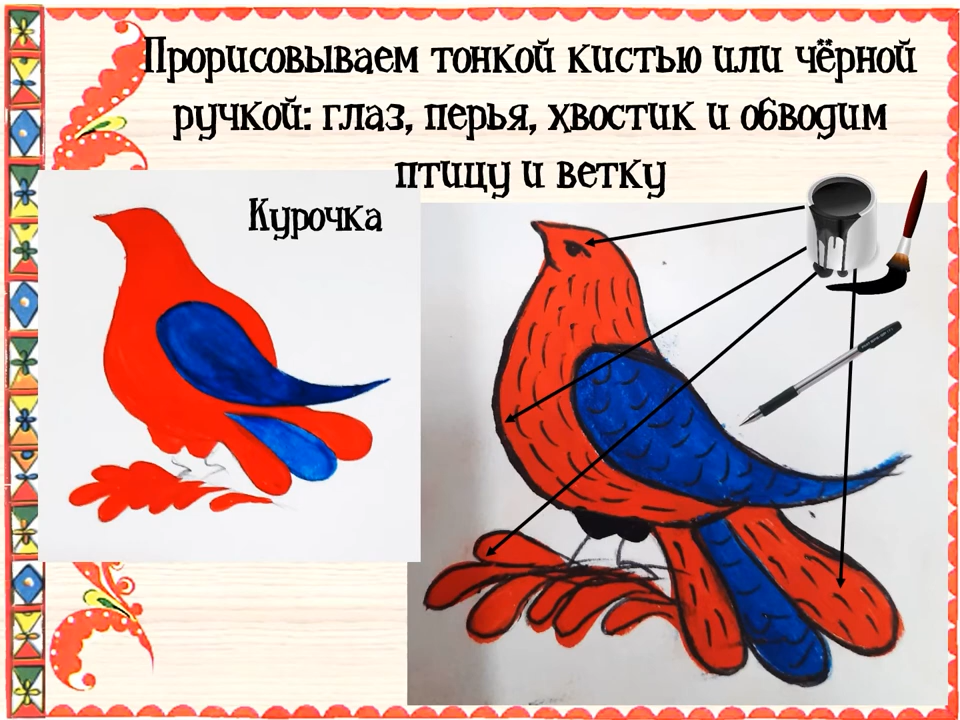 Прорисовываем тонкой кистью или чёрной
ручкой: глаз, перья, хвостик и обводим
птицу и ветку
Курочка